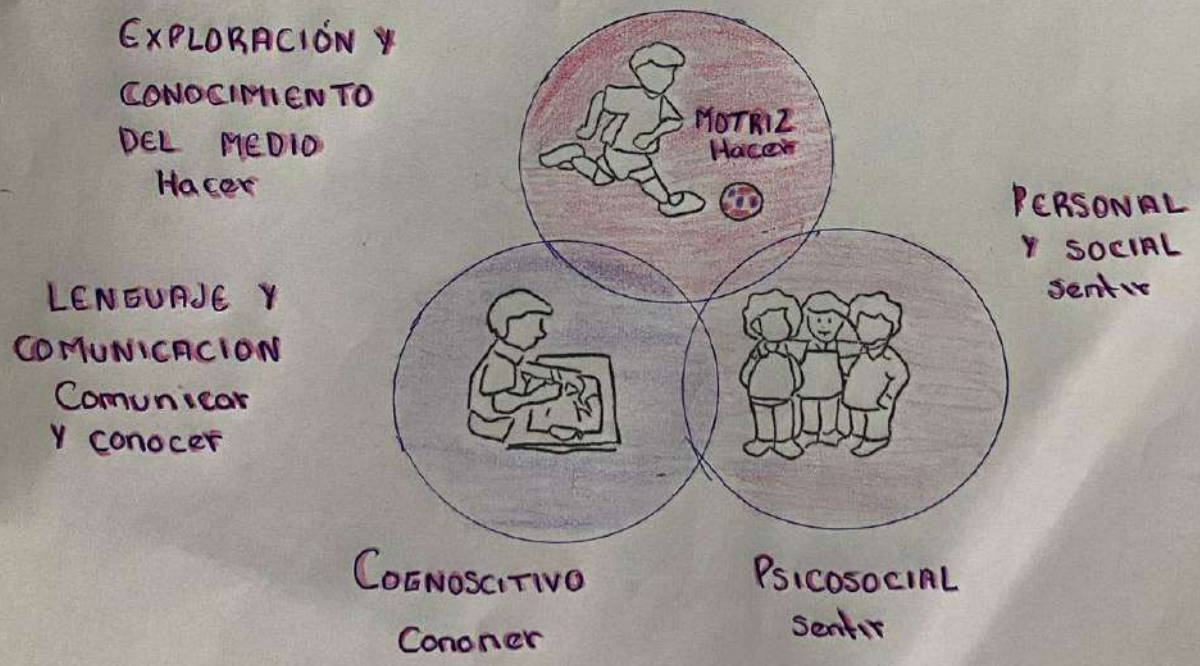 EXPLORACIÓN Y
CONOCIMIENTO
DEL MEDIO
Hacer
MOTRIZ
Hacer
PERSONAL
Y SOCIAL
sentir
LENGUAJE Y
COMUNICACION
Comunicar
Y conocer
COGNOSCITIVO
Cononer
PSICOSOCIAL
sentir